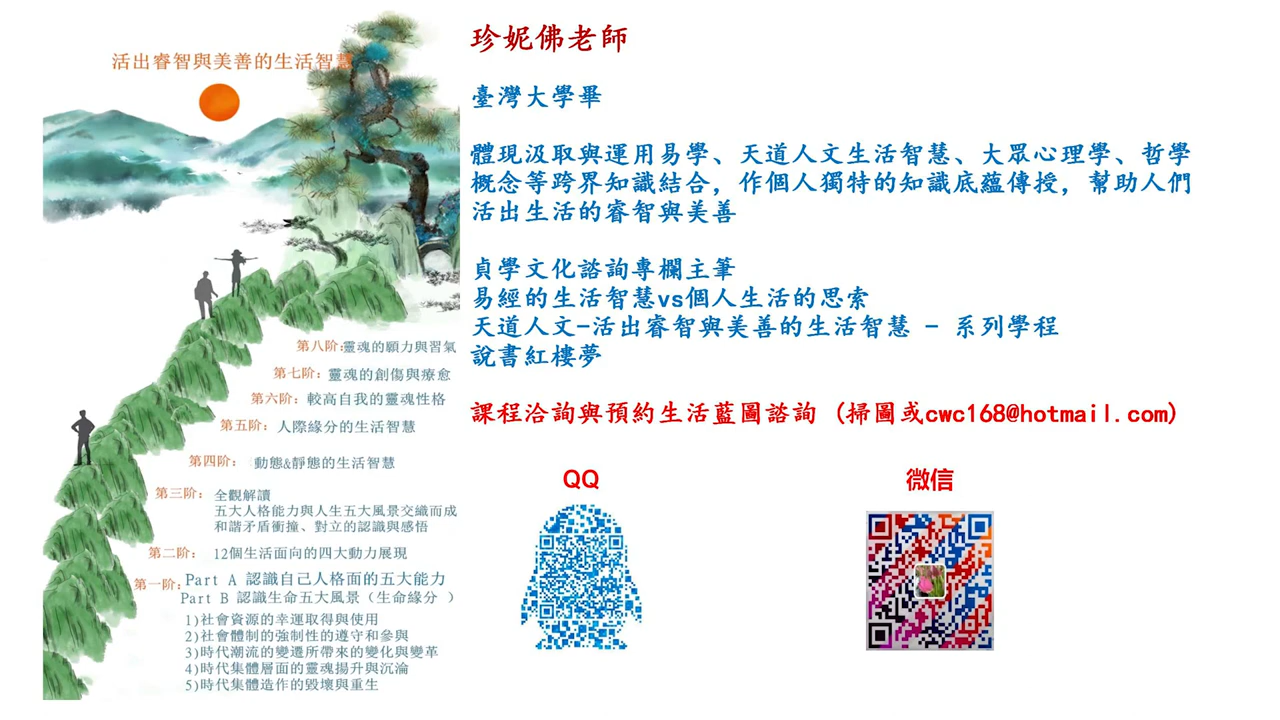 活出睿智與美善的生活智慧
第八阶:靈魂的願力與習氣
第七阶：靈魂的創傷與療愈
第六阶：較高自我的靈魂性格
第五阶：人際緣分的生活智慧
第四阶：動態&靜態的生活智慧
第三阶：全觀解讀
五大人格能力與人生五大風景交織而成
和諧矛盾衝撞、對立的認識與感悟
第二阶：12個生活面向的四大動力展現
第一阶:Part A 認識自己人格面的五大能力
Part B 認識生命五大風景（生命緣分 ）
1)社會資源的幸運取得與使用
2)社會體制的強制性的遵守和參與
3)時代潮流的變遷所帶來的變化與變革
4)時代集體層面的靈魂揚升與沉淪
5)時代集體造作的毀壞與重生
珍妮佛老師
臺灣大學畢
體現汲取與運用易學、天道人文生活智慧、大眾心理學、哲學
概念等跨界知識結合，作個人獨特的知識底蘊傳授，幫助人們
活出生活的睿智與美善
貞學文化諮詢專欄主筆
易經的生活智慧vs個人生活的思索
天道人文-活出睿智與美善的生活智慧 - 系列學程
說書紅樓夢
課程洽詢與預約生活藍圖諮詢 (掃圖或cwc168@hotmail.com)
QQ
微信